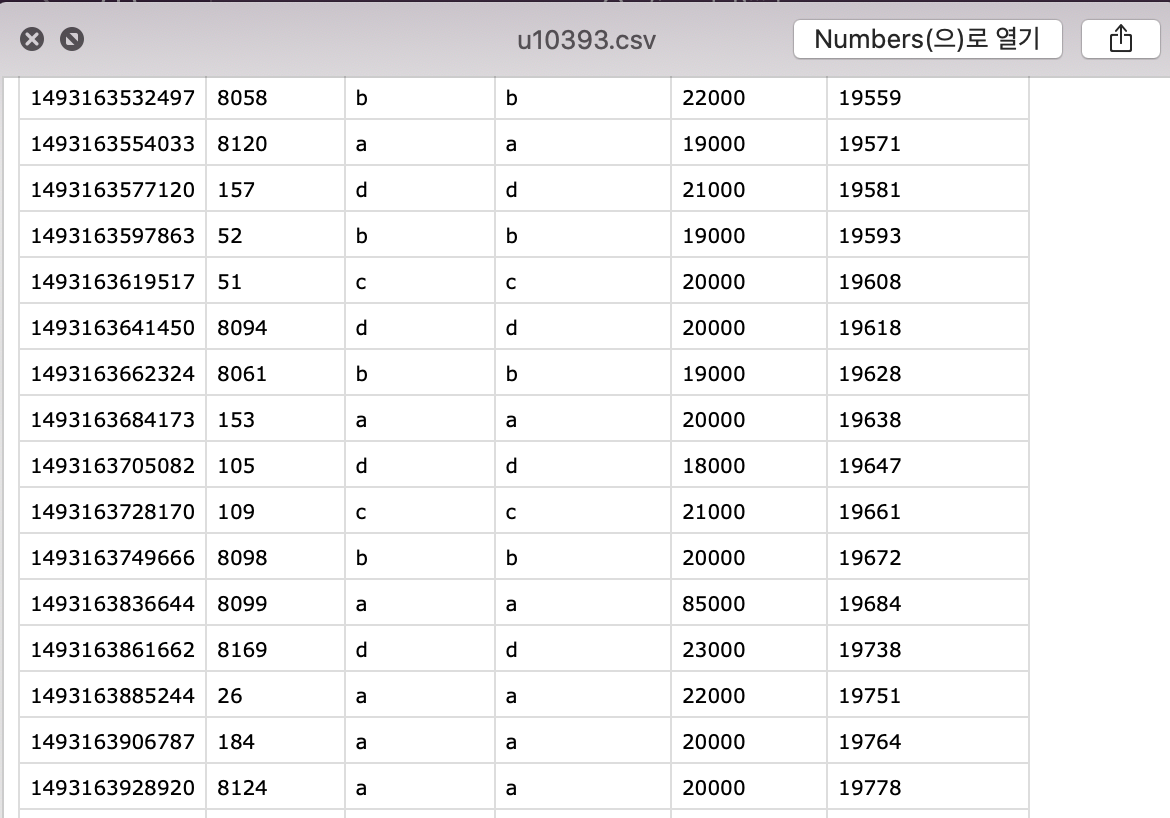 u10393.csv
Numbers(으)로 열기
1493163532497 8058 b b 22000 19559
1493163554033 8120 a a 19000 19571
1493163577120 157 d d 21000 19581
1493163597863 52 b b 19000 19593
1493163619517 51 c c 20000 19608
1493163641450 8094 d d 20000 19618
1493163662324 8061 b b 19000 19628
1493163684173 153 a a 20000 19638
1493163705082 105 d d 18000 19647
1493163728170 109 c c 21000 19661
1493163749666 8098 b b 20000 19672
1493163836644 8099 a a 85000 19684
1493163861662 8169 d d 23000 19738
1493163885244 26 a a 22000 19751
1493163906787 184 a a 20000 19764
1493163928920 8124 a a 20000 19778